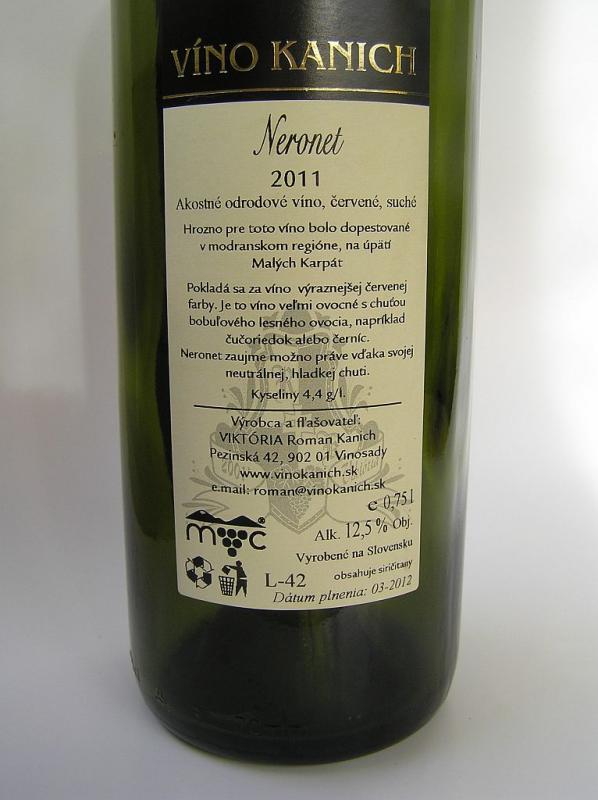 VÍNO KANICH
Neronet
2011
Akostné odrodové víno, červené, suché
Hrozno pre toto víno bolo dopestované
v modranskom regióne, na úpätí
Malých Karpát
Pokladá sa za víno výraznejšej červenej
farby. Je to víno veľmi ovocné s chuťou
bobuľového lesného ovocia, napríklad
čučoriedok alebo černíc.
Neronet zaujme možno práve vďaka svojej
neutrálnej, hladkej chuti.
Kyseliny 4,4 g/l.
Výrobca a fľašovateľ:
VIKTÓRIA Roman Kanich
Pezinská 42, 902 01 Vinosady
www.vinokanich.sk
e.mail: roman@vinokanich.sk
e 0,75 l
Alk. 12,5 % Obj.
Vyrobené na Slovensku
obsahuje siričitany
mvc ®
L-42
Dátum plnenia: 03-2012